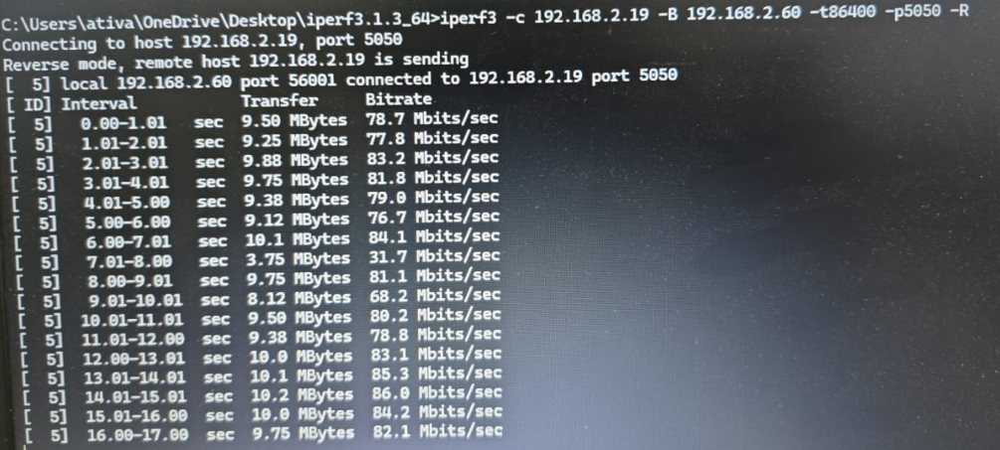 C:\Users\ativa\OneDrive\Desktop\iperf3.1.3_64>iperf3 -c 192.168.2.19 -B 192.168.2.60 -t86400 -p5050 -R
Connecting to host 192.168.2.19, port 5050
Reverse mode, remote host 192.168.2.19 is sending
[  5] local 192.168.2.60 port 56001 connected to 192.168.2.19 port 5050
[ ID] Interval           Transfer     Bitrate
[  5]   0.00-1.01   sec  9.50 MBytes  78.7 Mbits/sec
[  5]   1.01-2.01   sec  9.25 MBytes  77.8 Mbits/sec
[  5]   2.01-3.01   sec  9.88 MBytes  83.2 Mbits/sec
[  5]   3.01-4.01   sec  9.75 MBytes  81.8 Mbits/sec
[  5]   4.01-5.00   sec  9.38 MBytes  79.0 Mbits/sec
[  5]   5.00-6.00   sec  9.12 MBytes  76.7 Mbits/sec
[  5]   6.00-7.01   sec  10.1 MBytes  84.1 Mbits/sec
[  5]   7.01-8.00   sec  3.75 MBytes  31.7 Mbits/sec
[  5]   8.00-9.01   sec  9.75 MBytes  81.1 Mbits/sec
[  5]   9.01-10.01  sec  8.12 MBytes  68.2 Mbits/sec
[  5]  10.01-11.01  sec  9.50 MBytes  80.2 Mbits/sec
[  5]  11.01-12.00  sec  9.38 MBytes  78.8 Mbits/sec
[  5]  12.00-13.01  sec  10.0 MBytes  83.1 Mbits/sec
[  5]  13.01-14.01  sec  10.1 MBytes  85.3 Mbits/sec
[  5]  14.01-15.01  sec  10.2 MBytes  86.0 Mbits/sec
[  5]  15.01-16.00  sec  10.0 MBytes  84.2 Mbits/sec
[  5]  16.00-17.00  sec  9.75 MBytes  82.1 Mbits/sec